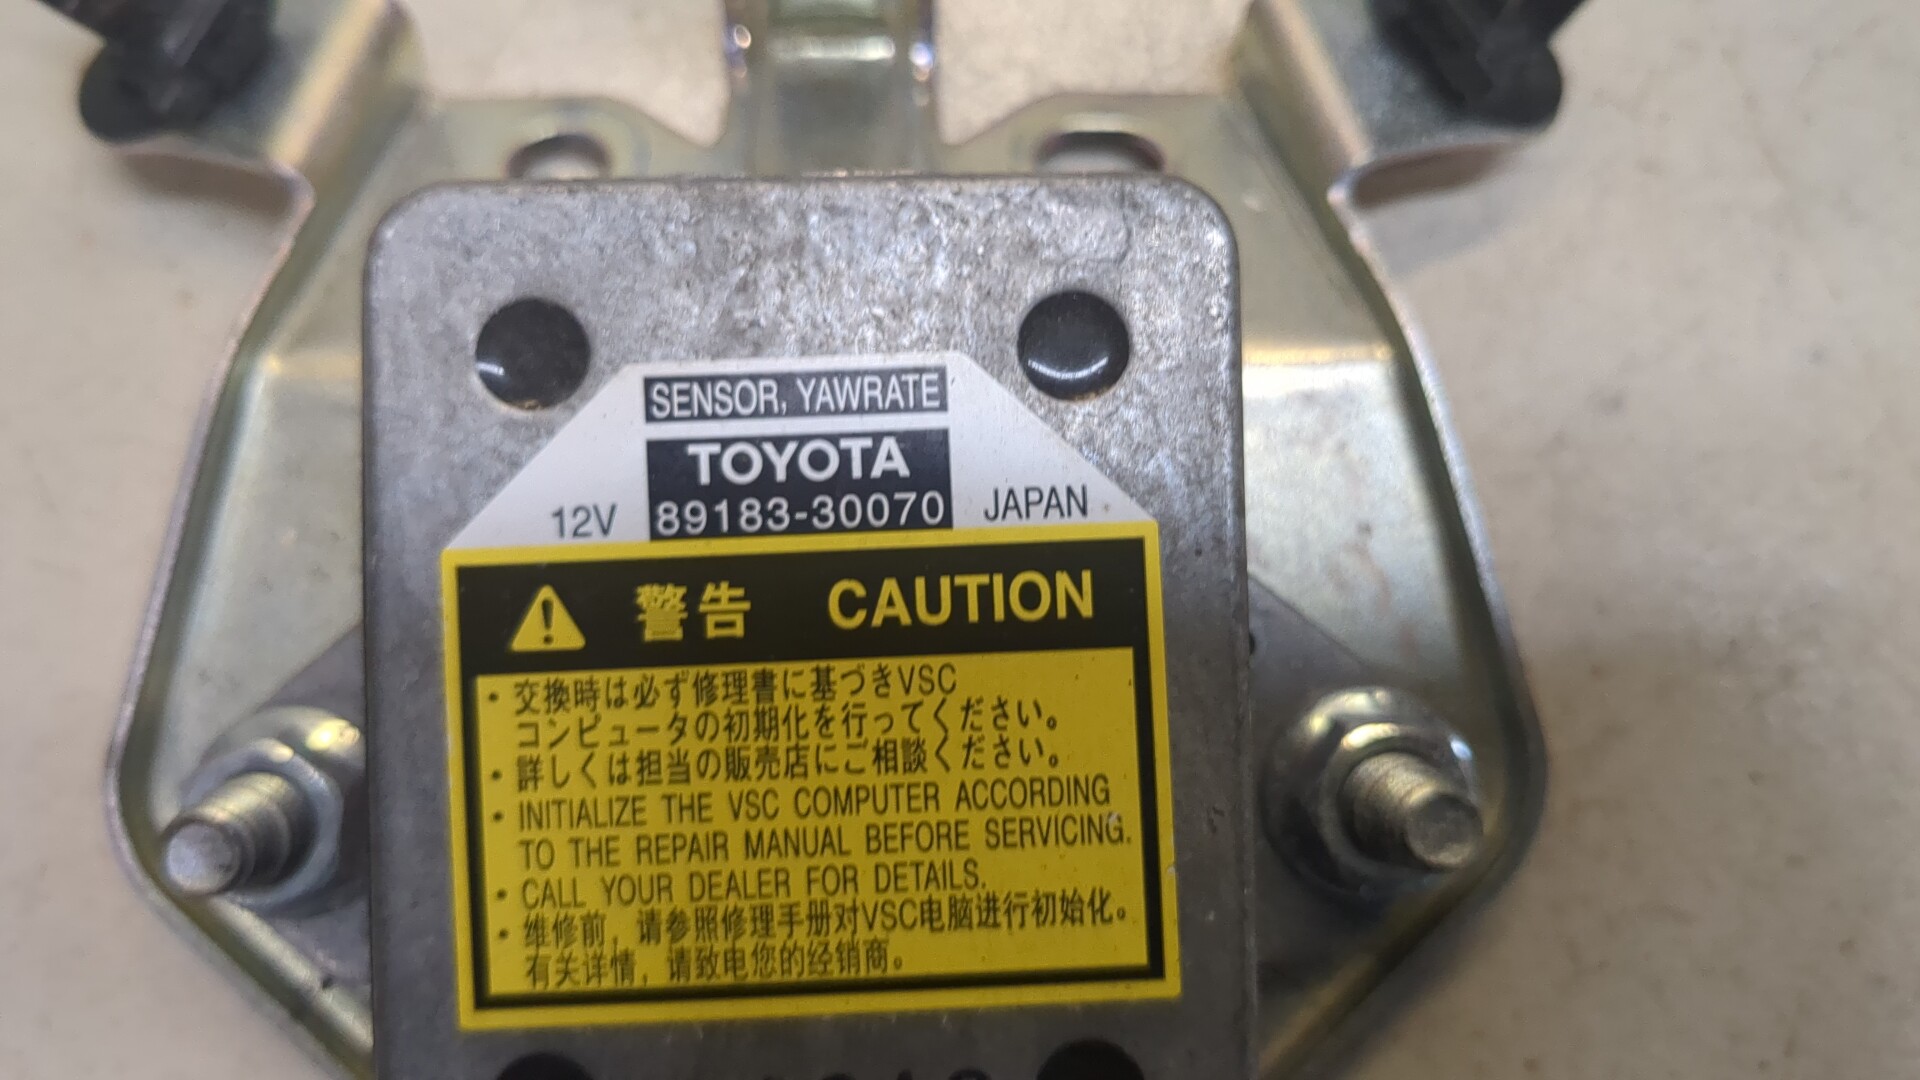 SENSOR, YAWRATE
TOYOTA
12V 89183-30070 JAPAN
警告 CAUTION
・交換時は必ず修理書に基づきVSC
コンピュータの初期化を行ってください。
・詳しくは担当の販売店にご相談ください。
・INITIALIZE THE VSC COMPUTER ACCORDING
TO THE REPAIR MANUAL BEFORE SERVICING.
・CALL YOUR DEALER FOR DETAILS.
・维修前，请参照修理手册对VSC电脑进行初始化。
有关详情，请致电您的经销商。